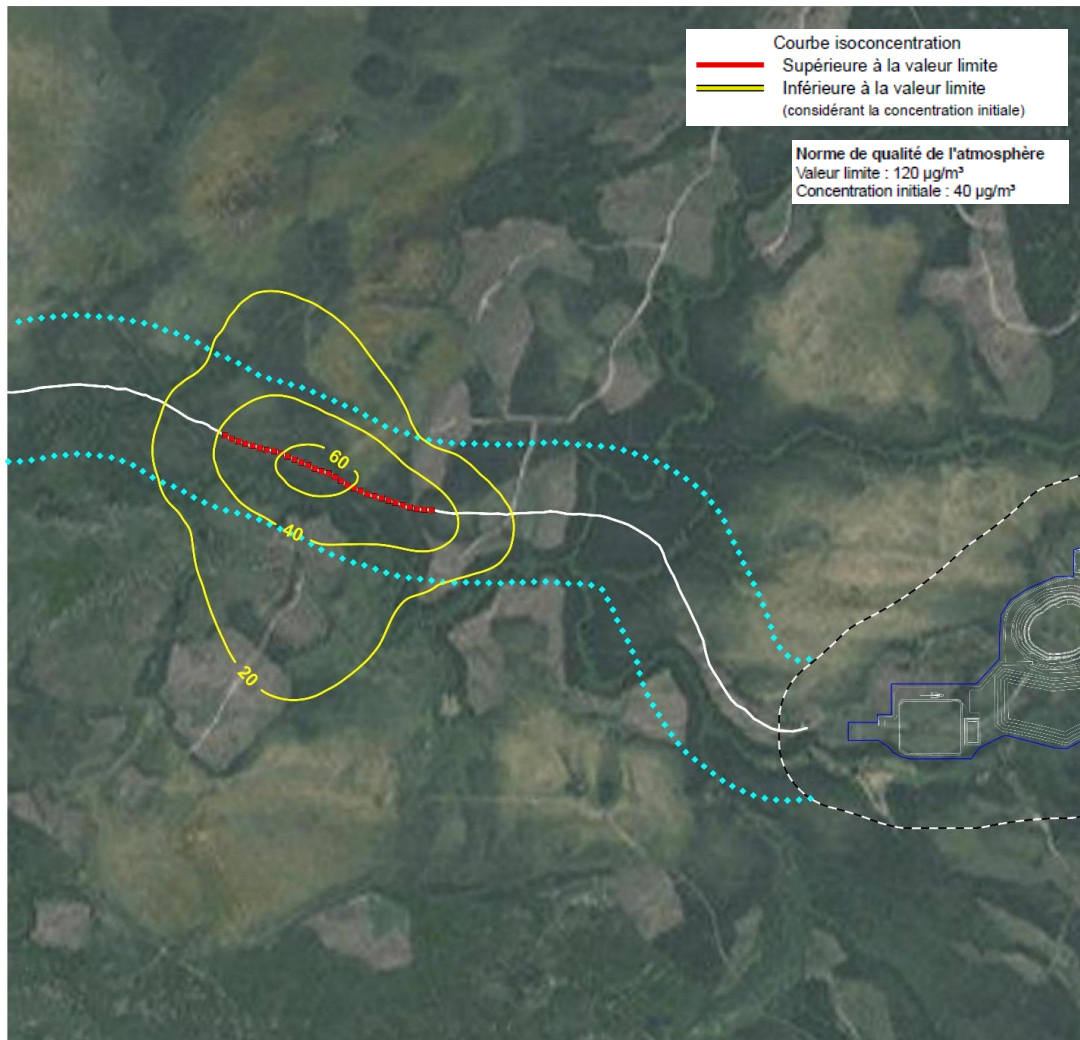 Courbe isoconcentration
Supérieure à la valeur limite
Inférieure à la valeur limite
(considérant la concentration initiale)
Norme de qualité de l'atmosphère
Valeur limite : 120 µg/m³
Concentration initiale : 40 µg/m³
60
40
20